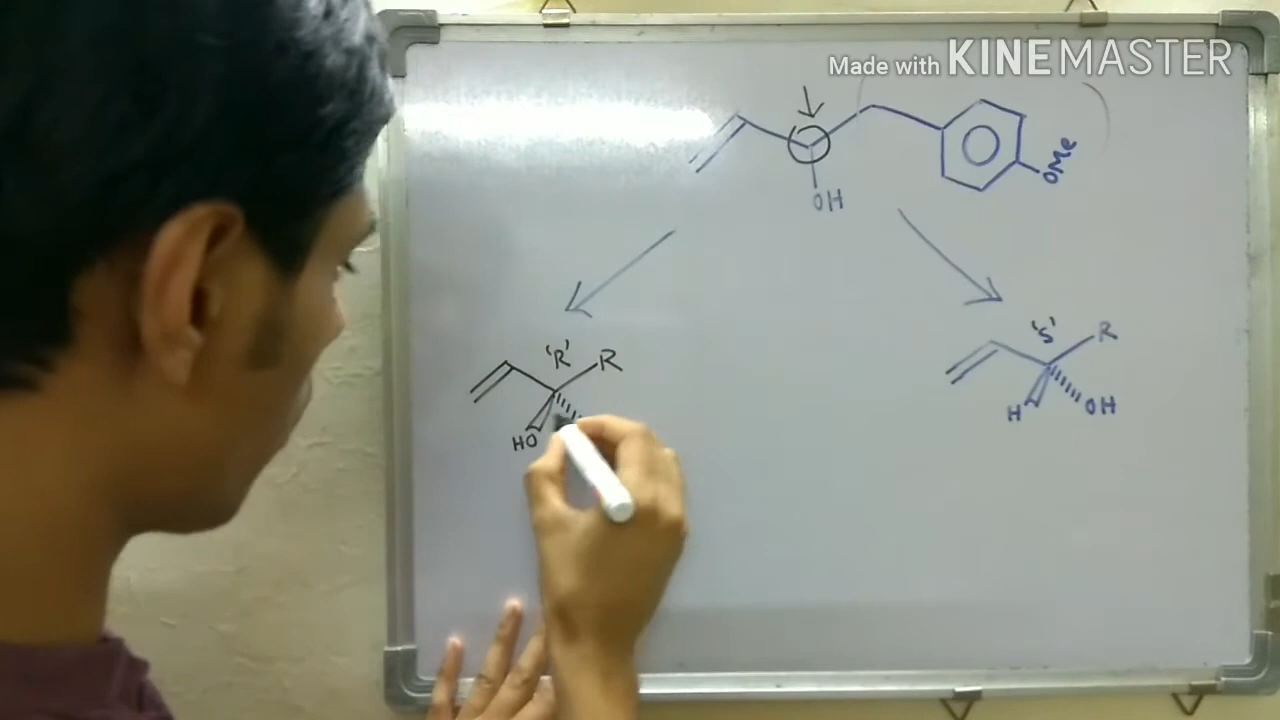 Made with KINEMASTER
OMe
OH
'R' R
HO
'S' R
H OH